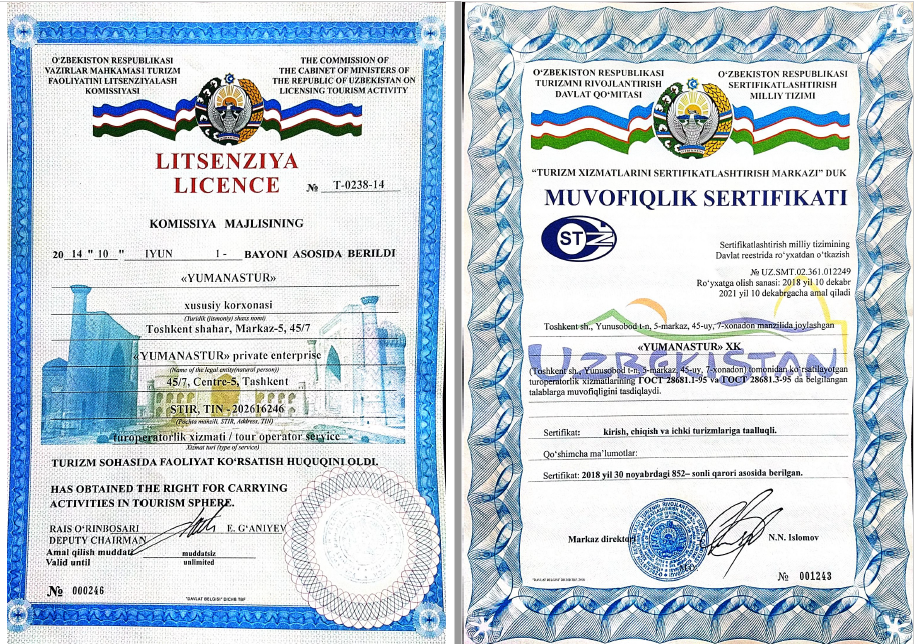 O'ZBEKISTON RESPUBLIKASI
VAZIRLAR MAHKAMASI TURIZM
FAOLIYATINI LITSENZIYALASH
KOMISSIYASI
THE COMMISSION OF
THE CABINET OF MINISTERS OF
THE REPUBLIC OF UZBEKISTAN ON
LICENSING TOURISM ACTIVITY
LITSENZIYA
LICENCE
№ T-0238-14
KOMISSIYA MAJLISINING
20 14 " 10 " IYUN 1 - BAYONI ASOSIDA BERILDI
«YUMANASTUR»
xususiy korxonasi
(Yuridik (jismoniy) shaxs nomi)
Toshkent shahar, Markaz-5, 45/7
«YUMANASTUR» private enterprise
(Name of the legal entity(natural person)
45/7, Centre-5, Tashkent
STIR, TIN -202616246
(Pochta manzili, STIR, Address, TIN)
turoperatorlik xizmati / tour operator service
Xizmat turi (type of service)
TURIZM SOHASIDA FAOLIYAT KO'RSATISH HUQUQINI OLDI.
HAS OBTAINED THE RIGHT FOR CARRYING
ACTIVITIES IN TOURISM SPHERE.
RAIS O'RINBOSARI
DEPUTY CHAIRMAN
E. G'ANIYEV
Amal qilish muddati muddatsiz
Valid until unlimited
№ 000246
"DAVLAT BELGISI" DICHB TBF
O'ZBEKISTON RESPUBLIKASI
TURIZMNI RIVOJLANTIRISH
DAVLAT QO'MITASI
O'ZBEKISTON RESPUBLIKASI
SERTIFIKATLASHTIRISH
MILLIY TIZIMI
"TURIZM XIZMATLARINI SERTIFIKATLASHTIRISH MARKAZI" DUK
MUVOFIQLIK SERTIFIKATI
ST
Sertifikatlashtirish milliy tizimining
Davlat reestrida ro'yxatdan o'tkazish
№ UZ.SMT.02.361.012249
Ro'yxatga olish sanasi: 2018 yil 10 dekabr
2021 yil 10 dekabrgacha amal qiladi
Toshkent sh., Yunusobod t-n, 5-markaz, 45-uy, 7-xonadon manzilida joylashgan
«YUMANASTUR» XK
UZBEKISTAN
(Toshkent sh., Yunusobod t-n, 5-markaz, 45-uy, 7-xonadon) tomonidan ko'rsatilayotgan
turoperatorlik xizmatlarining ГОСТ 28681.1-95 va ГОСТ 28681.3-95 da belgilangan
talablarga muvofiqligini tasdiqlaydi.
Sertifikat: kirish, chiqish va ichki turizmlariga taalluqli.
Qo'shimcha ma'lumotlar:
Sertifikat: 2018 yil 30 noyabrdagi 852– sonli qarori asosida berilgan.
Markaz direktori
N.N. Islomov
M.O.
№ 001243